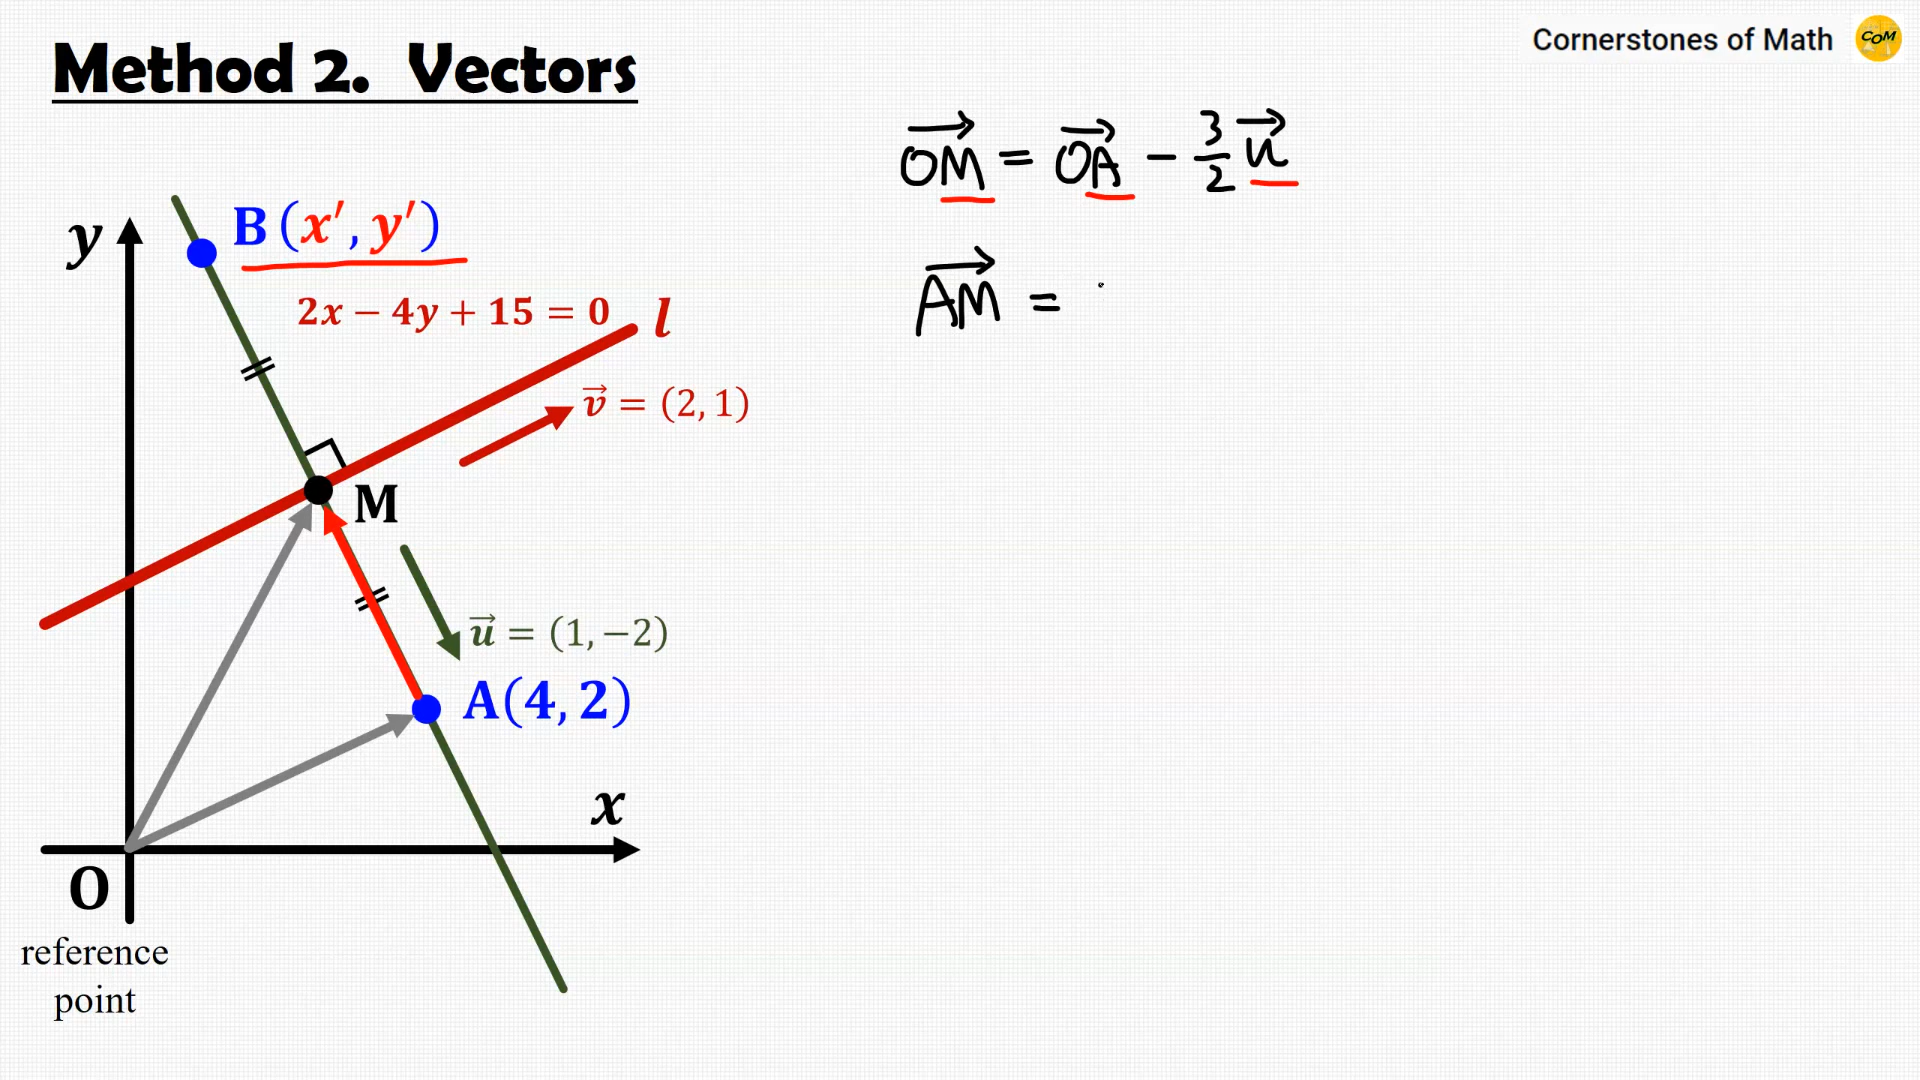 Method 2. Vectors
Cornerstones of Math
COM
OM⃗ = OA⃗ − 3/2 u⃗
AM⃗ =
y
B (x′, y′)
2x − 4y + 15 = 0
l
v⃗ = (2, 1)
M
u⃗ = (1, −2)
A(4, 2)
x
O
reference
point